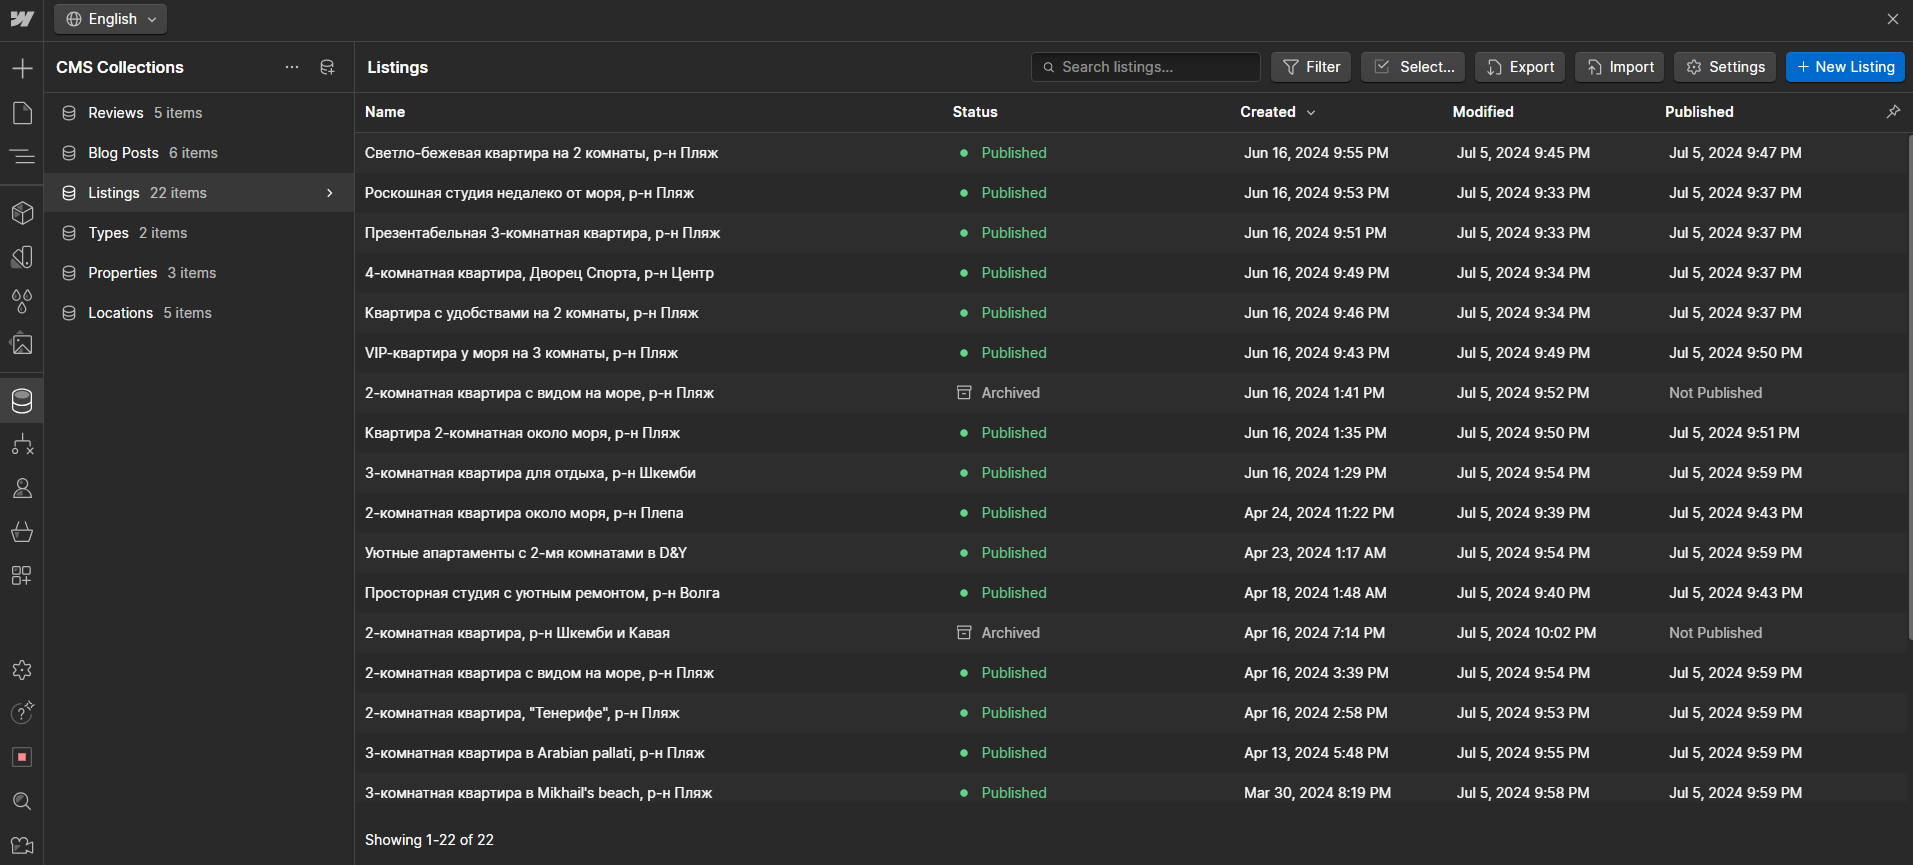 English
CMS Collections
Listings
Search listings...
Filter
Select...
Export
Import
Settings
New Listing
Reviews 5 items
Blog Posts 6 items
Listings 22 items
Types 2 items
Properties 3 items
Locations 5 items
Name Status Created Modified Published
Светло-бежевая квартира на 2 комнаты, р-н Пляж Published Jun 16, 2024 9:55 PM Jul 5, 2024 9:45 PM Jul 5, 2024 9:47 PM
Роскошная студия недалеко от моря, р-н Пляж Published Jun 16, 2024 9:53 PM Jul 5, 2024 9:33 PM Jul 5, 2024 9:37 PM
Презентабельная 3-комнатная квартира, р-н Пляж Published Jun 16, 2024 9:51 PM Jul 5, 2024 9:33 PM Jul 5, 2024 9:37 PM
4-комнатная квартира, Дворец Спорта, р-н Центр Published Jun 16, 2024 9:49 PM Jul 5, 2024 9:34 PM Jul 5, 2024 9:37 PM
Квартира с удобствами на 2 комнаты, р-н Пляж Published Jun 16, 2024 9:46 PM Jul 5, 2024 9:34 PM Jul 5, 2024 9:37 PM
VIP-квартира у моря на 3 комнаты, р-н Пляж Published Jun 16, 2024 9:43 PM Jul 5, 2024 9:49 PM Jul 5, 2024 9:50 PM
2-комнатная квартира с видом на море, р-н Пляж Archived Jun 16, 2024 1:41 PM Jul 5, 2024 9:52 PM Not Published
Квартира 2-комнатная около моря, р-н Пляж Published Jun 16, 2024 1:35 PM Jul 5, 2024 9:50 PM Jul 5, 2024 9:51 PM
3-комнатная квартира для отдыха, р-н Шкемби Published Jun 16, 2024 1:29 PM Jul 5, 2024 9:54 PM Jul 5, 2024 9:59 PM
2-комнатная квартира около моря, р-н Плепа Published Apr 24, 2024 11:22 PM Jul 5, 2024 9:39 PM Jul 5, 2024 9:43 PM
Уютные апартаменты с 2-мя комнатами в D&Y Published Apr 23, 2024 1:17 AM Jul 5, 2024 9:54 PM Jul 5, 2024 9:59 PM
Просторная студия с уютным ремонтом, р-н Волга Published Apr 18, 2024 1:48 AM Jul 5, 2024 9:40 PM Jul 5, 2024 9:43 PM
2-комнатная квартира, р-н Шкемби и Кавая Archived Apr 16, 2024 7:14 PM Jul 5, 2024 10:02 PM Not Published
2-комнатная квартира с видом на море, р-н Пляж Published Apr 16, 2024 3:39 PM Jul 5, 2024 9:54 PM Jul 5, 2024 9:59 PM
2-комнатная квартира, "Тенерифе", р-н Пляж Published Apr 16, 2024 2:58 PM Jul 5, 2024 9:53 PM Jul 5, 2024 9:59 PM
3-комнатная квартира в Arabian pallati, р-н Пляж Published Apr 13, 2024 5:48 PM Jul 5, 2024 9:55 PM Jul 5, 2024 9:59 PM
3-комнатная квартира в Mikhail's beach, р-н Пляж Published Mar 30, 2024 8:19 PM Jul 5, 2024 9:58 PM Jul 5, 2024 9:59 PM
Showing 1-22 of 22